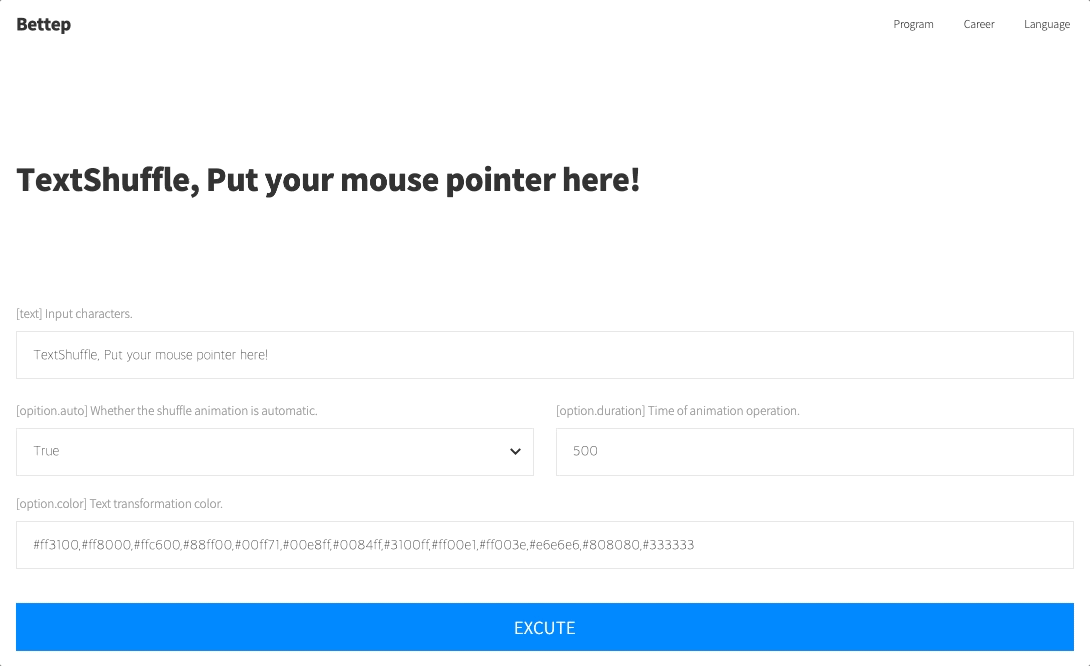 Bettep
Program Career Language
TextShuffle, Put your mouse pointer here!
[text] Input characters.
TextShuffle, Put your mouse pointer here!
[opition.auto] Whether the shuffle animation is automatic.
[option.duration] Time of animation operation.
True
500
[option.color] Text transformation color.
#ff3100,#ff8000,#ffc600,#88ff00,#00ff71,#00e8ff,#0084ff,#3100ff,#ff00e1,#ff003e,#e6e6e6,#808080,#333333
EXCUTE